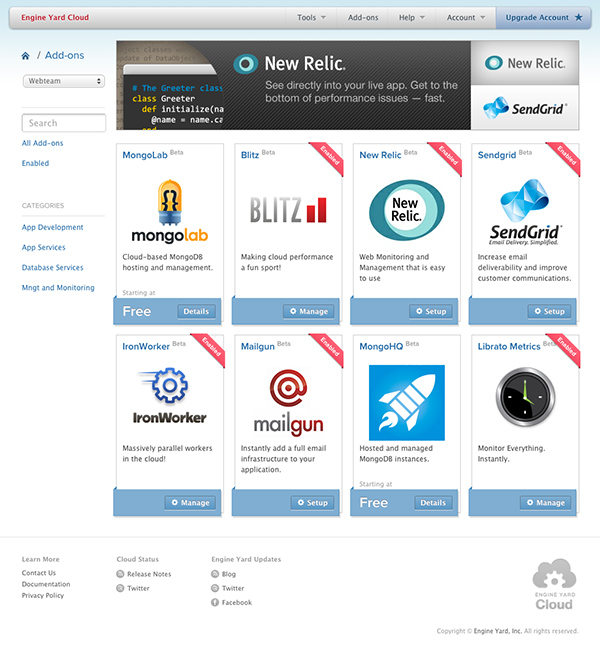 Engine Yard Cloud
Tools
Add-ons
Help
Account
Upgrade Account
/ Add-ons
Webteam
Search
All Add-ons
Enabled
CATEGORIES
App Development
App Services
Database Services
Mngt and Monitoring
# The Greeter class
class Greeter
def initialize(nam
@name = name.ca
end
New Relic.
See directly into your live app. Get to the
bottom of performance issues — fast.
New Relic.
SendGrid
MongoLab Beta
mongolab
Cloud-based MongoDB
hosting and management.
Starting at
Free
Details
Blitz Beta
Enabled
BLITZ
Making cloud performance
a fun sport!
Manage
New Relic Beta
Enabled
New
Relic.
Web Monitoring and
Management that is easy
to use
Setup
Sendgrid Beta
Enabled
SendGrid
Email Delivery. Simplified.
Increase email
deliverability and improve
customer communications.
Setup
IronWorker Beta
Enabled
IronWorker
Massively parallel workers
in the cloud!
Manage
Mailgun Beta
Enabled
mailgun
Instantly add a full email
infrastructure to your
application.
Setup
MongoHQ Beta
Hosted and managed
MongoDB instances.
Starting at
Free
Details
Librato Metrics Beta
Enabled
Monitor Everything.
Instantly.
Manage
Learn More
Contact Us
Documentation
Privacy Policy
Cloud Status
Release Notes
Twitter
Engine Yard Updates
Blog
Twitter
Facebook
ENGINE YARD
Cloud
Copyright © Engine Yard, Inc. All rights reserved.